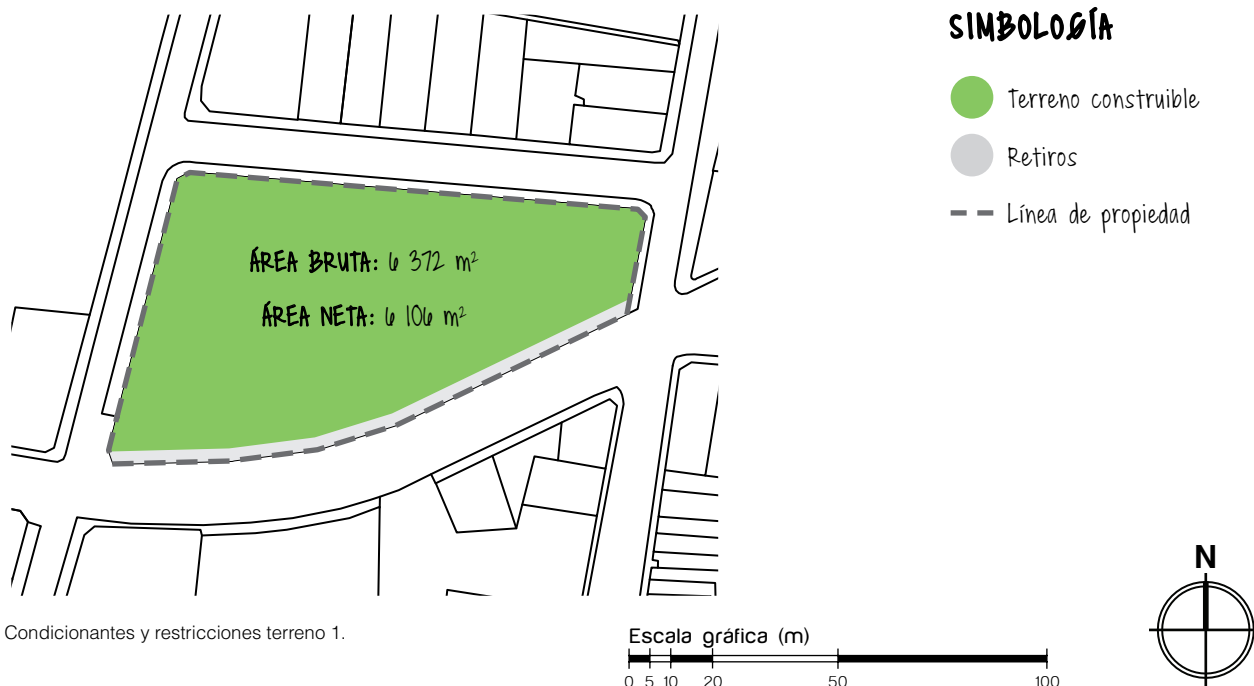 SIMBOLOGÍA
Terreno construible
Retiros
Línea de propiedad
ÁREA BRUTA: 6 372 m²
ÁREA NETA: 6 106 m²
N
Condicionantes y restricciones terreno 1.
Escala gráfica (m)
0 5 10 20 50 100